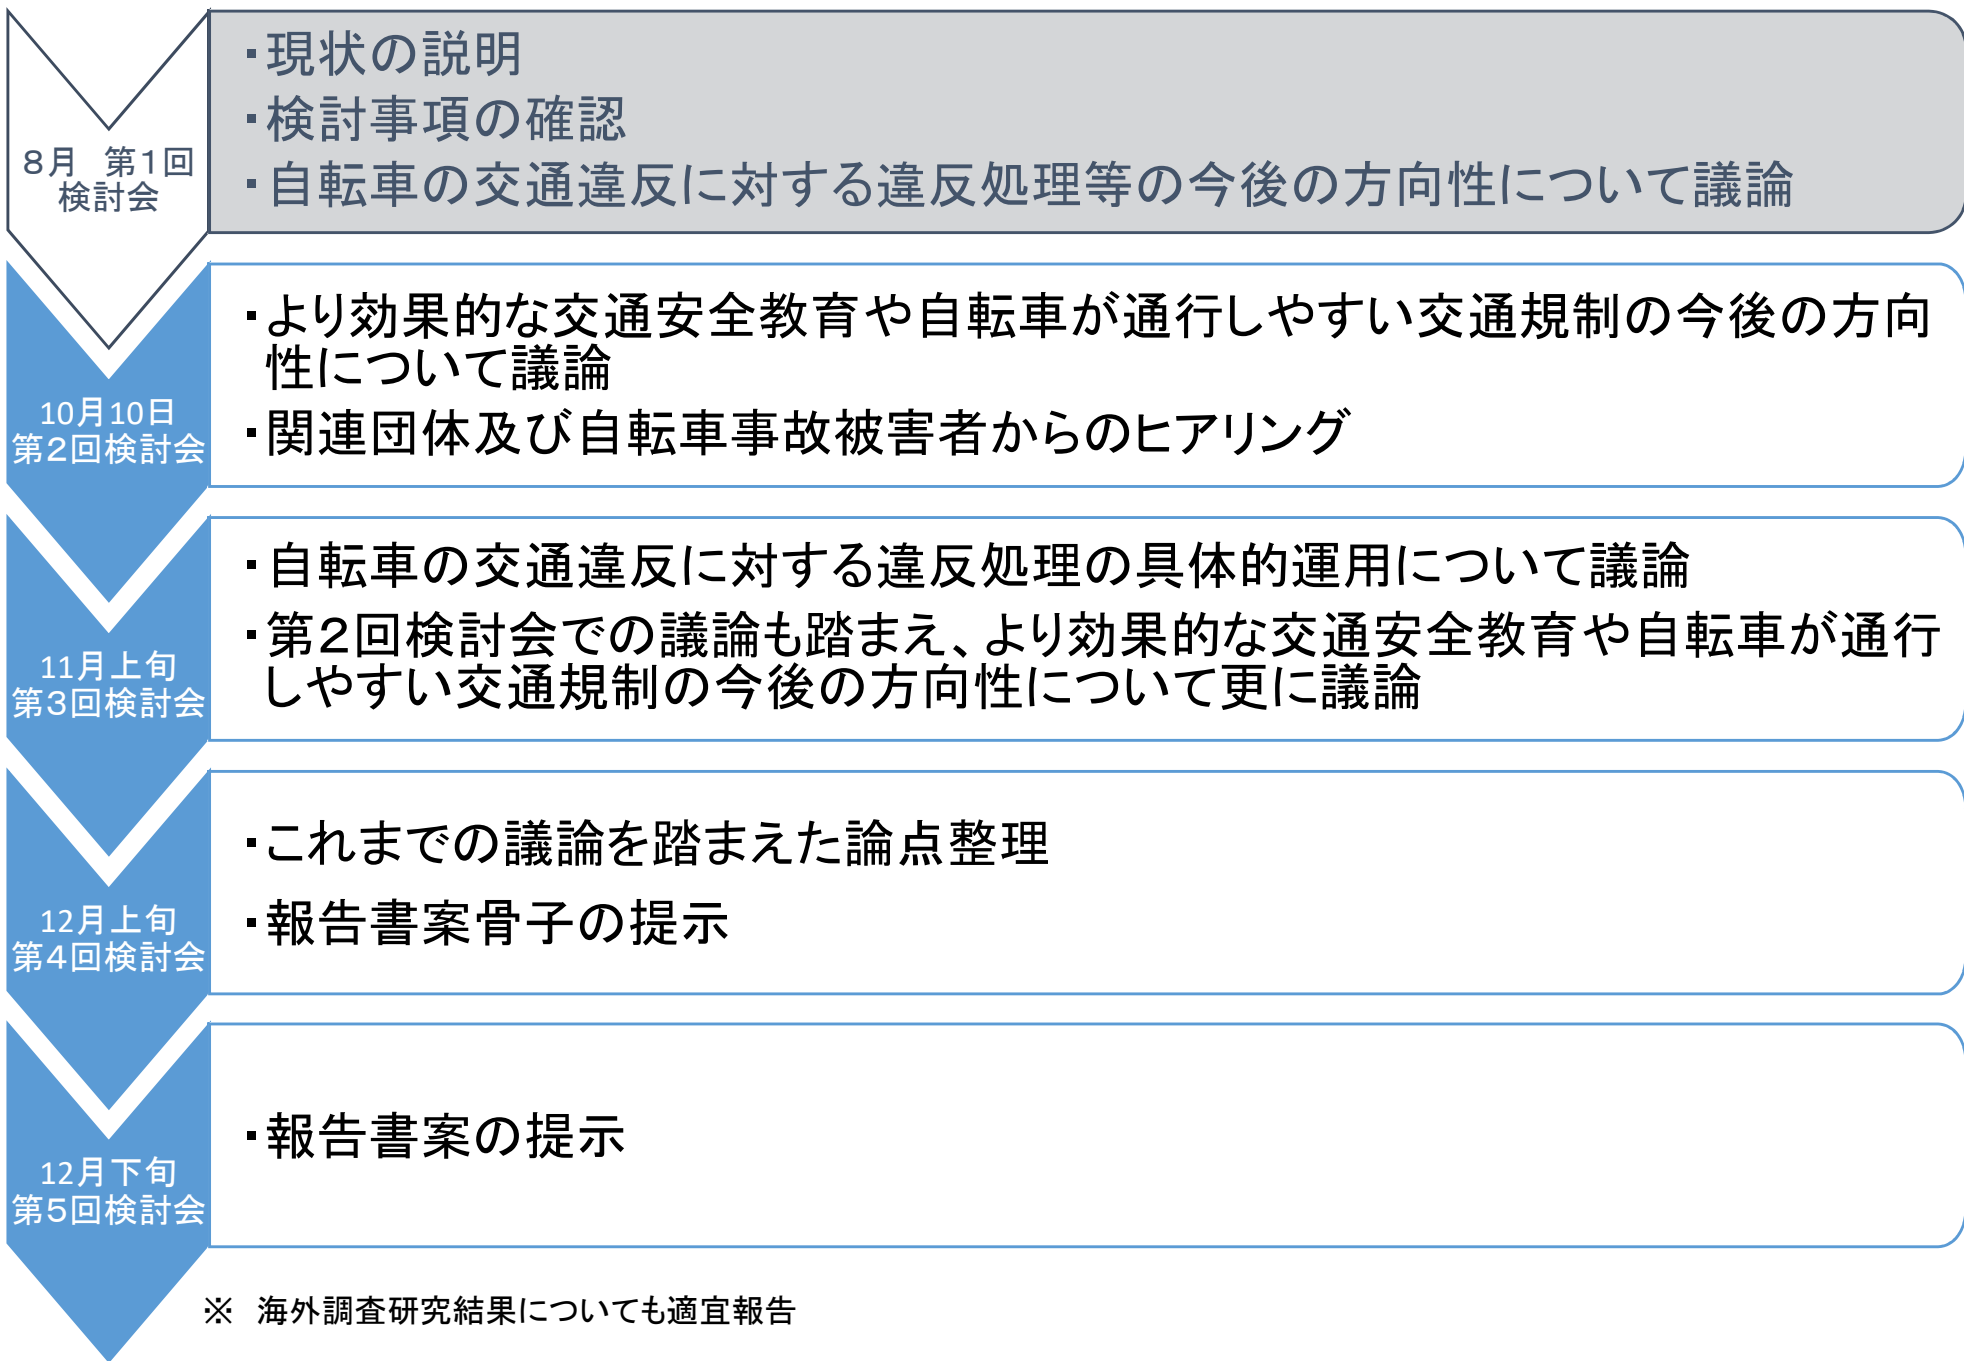 8月　第1回
検討会
・現状の説明
・検討事項の確認
・自転車の交通違反に対する違反処理等の今後の方向性について議論
10月10日
第2回検討会
・より効果的な交通安全教育や自転車が通行しやすい交通規制の今後の方向
性について議論
・関連団体及び自転車事故被害者からのヒアリング
11月上旬
第3回検討会
・自転車の交通違反に対する違反処理の具体的運用について議論
・第2回検討会での議論も踏まえ、より効果的な交通安全教育や自転車が通行
しやすい交通規制の今後の方向性について更に議論
12月上旬
第4回検討会
・これまでの議論を踏まえた論点整理
・報告書案骨子の提示
12月下旬
第5回検討会
・報告書案の提示
※　海外調査研究結果についても適宜報告